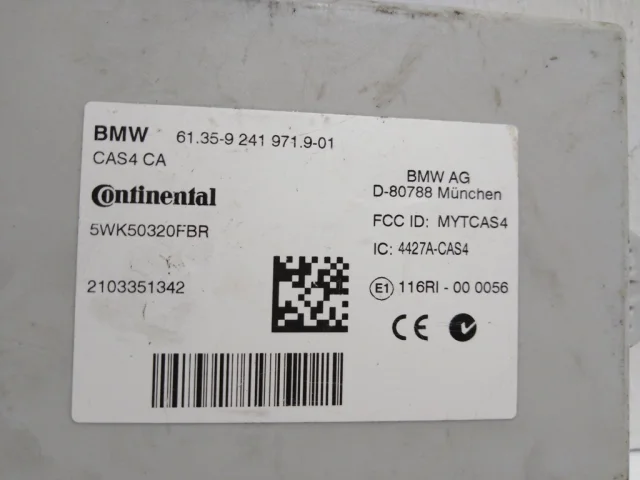 BMW 61.35-9 241 971.9-01
CAS4 CA
Continental
5WK50320FBR
2103351342
BMW AG
D-80788 München
FCC ID: MYTCAS4
IC: 4427A-CAS4
E1 116RI - 00 0056
CE